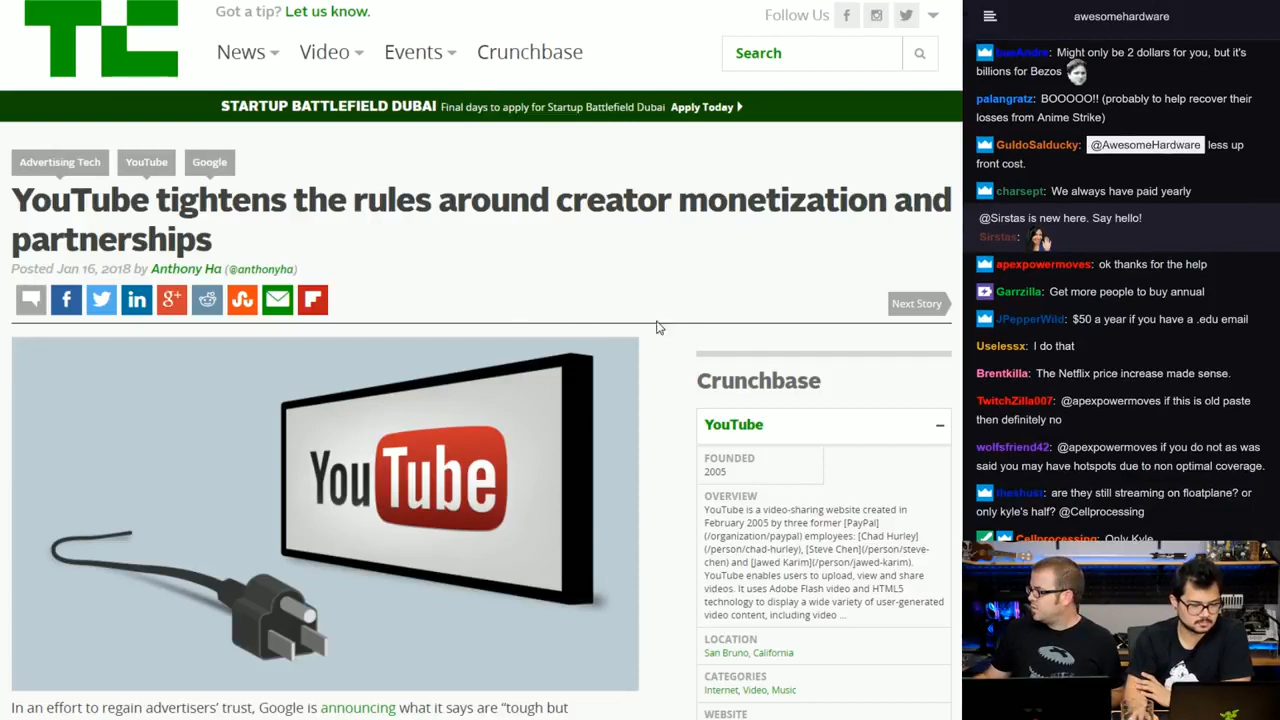 TC
Got a tip? Let us know.
Follow Us
News
Video
Events
Crunchbase
Search
STARTUP BATTLEFIELD DUBAI Final days to apply for Startup Battlefield Dubai Apply Today
Advertising Tech
YouTube
Google
YouTube tightens the rules around creator monetization and
partnerships
Posted Jan 16, 2018 by Anthony Ha (@anthonyha)
Next Story
YouTube
In an effort to regain advertisers' trust, Google is announcing what it says are "tough but
Crunchbase
YouTube
FOUNDED
2005
OVERVIEW
YouTube is a video-sharing website created in
February 2005 by three former [PayPal]
(/organization/paypal) employees: [Chad Hurley]
(/person/chad-hurley), [Steve Chen](/person/steve-
chen) and [Jawed Karim](/person/jawed-karim).
YouTube enables users to upload, view and share
videos. It uses Adobe Flash video and HTML5
technology to display a wide variety of user-generated
video content, including video ...
LOCATION
San Bruno, California
CATEGORIES
Internet, Video, Music
WEBSITE
awesomehardware
Might only be 2 dollars for you, but it's
billions for Bezos
palangratz: BOOOOO!! (probably to help recover their
losses from Anime Strike)
GuldoSalducky: @AwesomeHardware less up
front cost.
charsept: We always have paid yearly
@Sirstas is new here. Say hello!
Sirstas:
apexpowermoves: ok thanks for the help
Garrzilla: Get more people to buy annual
JPepperWild: $50 a year if you have a .edu email
Uselessx: I do that
Brentkilla: The Netflix price increase made sense.
TwitchZilla007: @apexpowermoves if this is old paste
then definitely no
wolfsfriend42: @apexpowermoves if you do not as was
said you may have hotspots due to non optimal coverage.
theshusi: are they still streaming on floatplane? or
only kyle's half? @Cellprocessing
Cellprocessing: Only Kyle